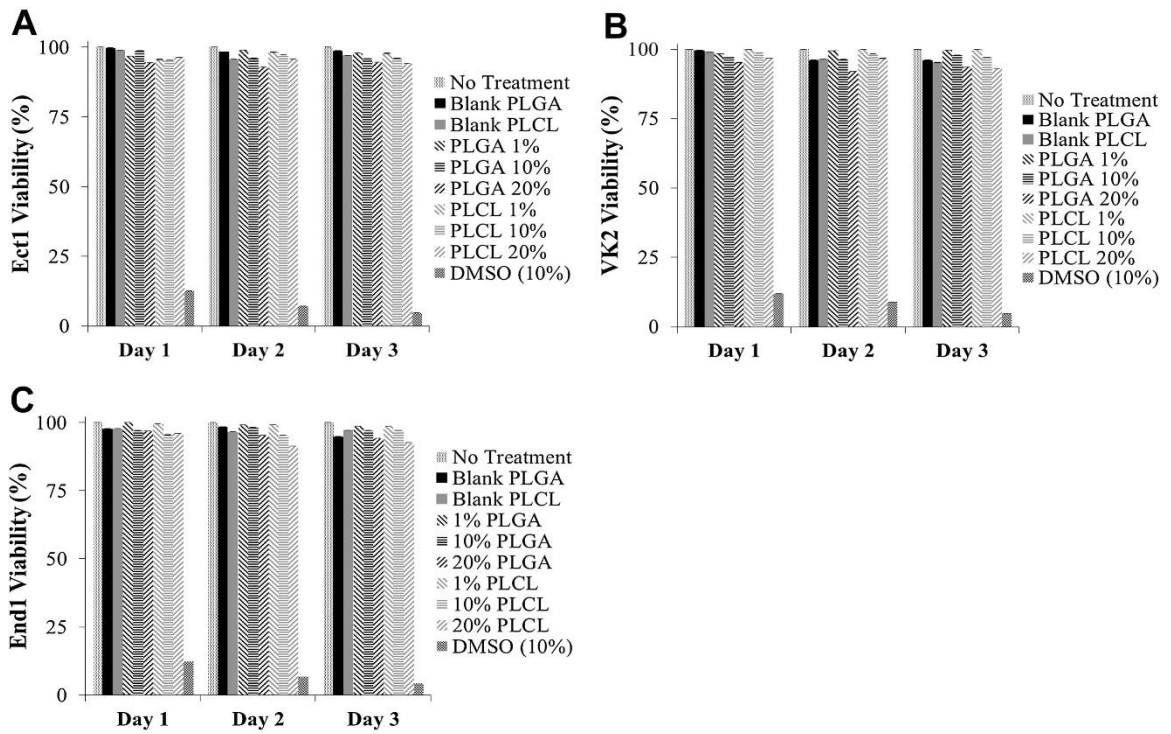 A
Ect1 Viability (%)
100
75
50
25
0
Day 1 Day 2 Day 3
No Treatment
Blank PLGA
Blank PLCL
PLGA 1%
PLGA 10%
PLGA 20%
PLCL 1%
PLCL 10%
PLCL 20%
DMSO (10%)
B
VK2 Viability (%)
100
75
50
25
0
Day 1 Day 2 Day 3
No Treatment
Blank PLGA
Blank PLCL
PLGA 1%
PLGA 10%
PLGA 20%
PLCL 1%
PLCL 10%
PLCL 20%
DMSO (10%)
C
End1 Viability (%)
100
75
50
25
0
Day 1 Day 2 Day 3
No Treatment
Blank PLGA
Blank PLCL
1% PLGA
10% PLGA
20% PLGA
1% PLCL
10% PLCL
20% PLCL
DMSO (10%)